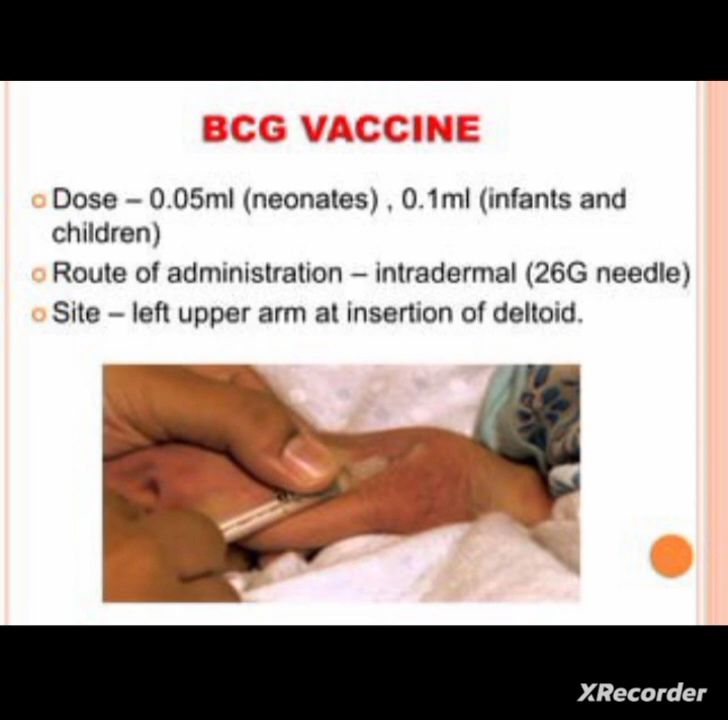 BCG VACCINE
Dose – 0.05ml (neonates) , 0.1ml (infants and
children)
Route of administration – intradermal (26G needle)
Site – left upper arm at insertion of deltoid.
XRecorder